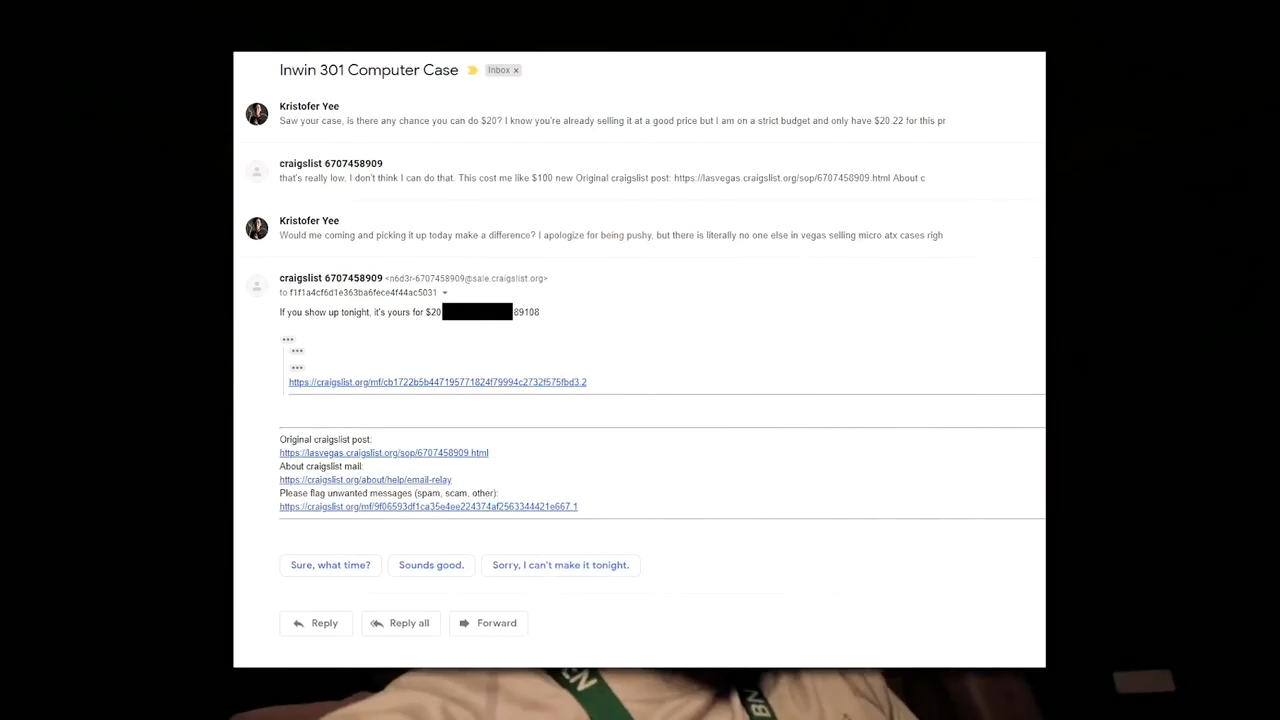 Inwin 301 Computer Case Inbox x
Kristofer Yee
Saw your case, is there any chance you can do $20? I know you're already selling it at a good price but I am on a strict budget and only have $20.22 for this pr
craigslist 6707458909
that's really low, I don't think I can do that. This cost me like $100 new Original craigslist post: https://lasvegas.craigslist.org/sop/6707458909.html About c
Kristofer Yee
Would me coming and picking it up today make a difference? I apologize for being pushy, but there is literally no one else in vegas selling micro atx cases righ
craigslist 6707458909 <n6d3r-6707458909@sale.craigslist.org>
to f1f1a4cf6d1e363ba6fece4f44ac5031
If you show up tonight, it's yours for $20 89108
https://craigslist.org/mf/cb1722b5b447195771824f79994c2732f575fbd3.2
Original craigslist post:
https://lasvegas.craigslist.org/sop/6707458909.html
About craigslist mail:
https://craigslist.org/about/help/email-relay
Please flag unwanted messages (spam, scam, other):
https://craigslist.org/mf/9f06593df1ca35e4ee224374af2563344421e667.1
Sure, what time? Sounds good. Sorry, I can't make it tonight.
Reply Reply all Forward
BN